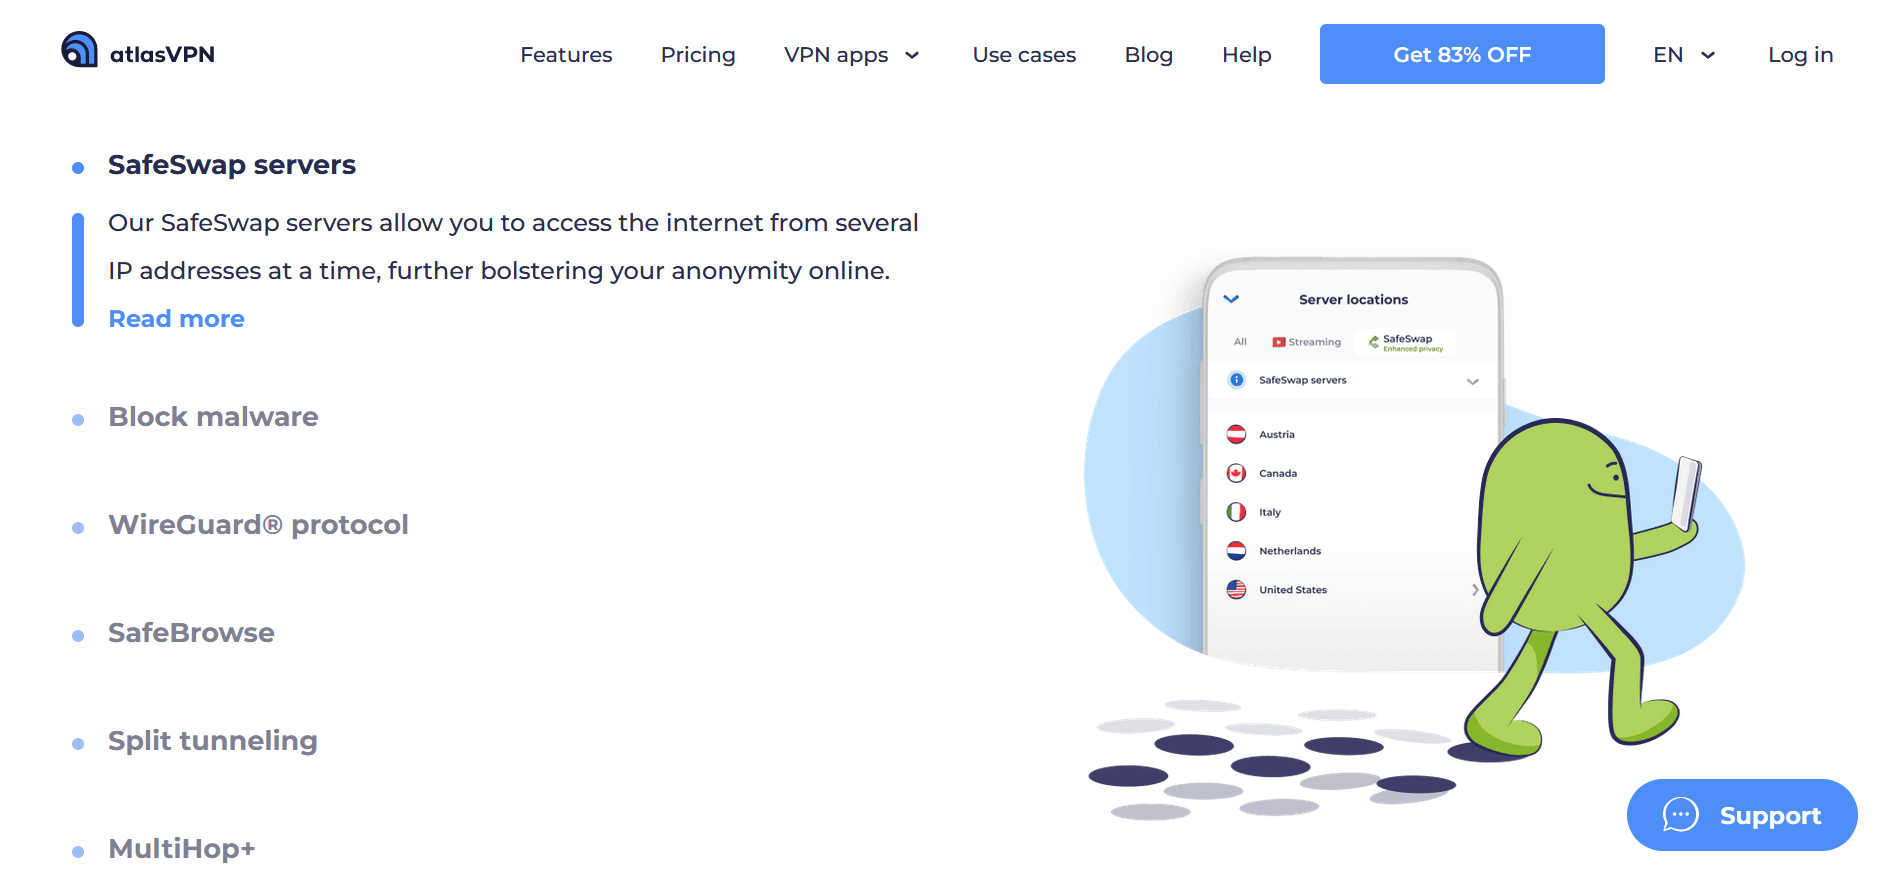 atlasVPN
Features
Pricing
VPN apps
Use cases
Blog
Help
Get 83% OFF
EN
Log in
SafeSwap servers
Our SafeSwap servers allow you to access the internet from several
IP addresses at a time, further bolstering your anonymity online.
Read more
Block malware
WireGuard® protocol
SafeBrowse
Split tunneling
MultiHop+
Server locations
All
Streaming
SafeSwap
Enhanced privacy
SafeSwap servers
Austria
Canada
Italy
Netherlands
United States
Support